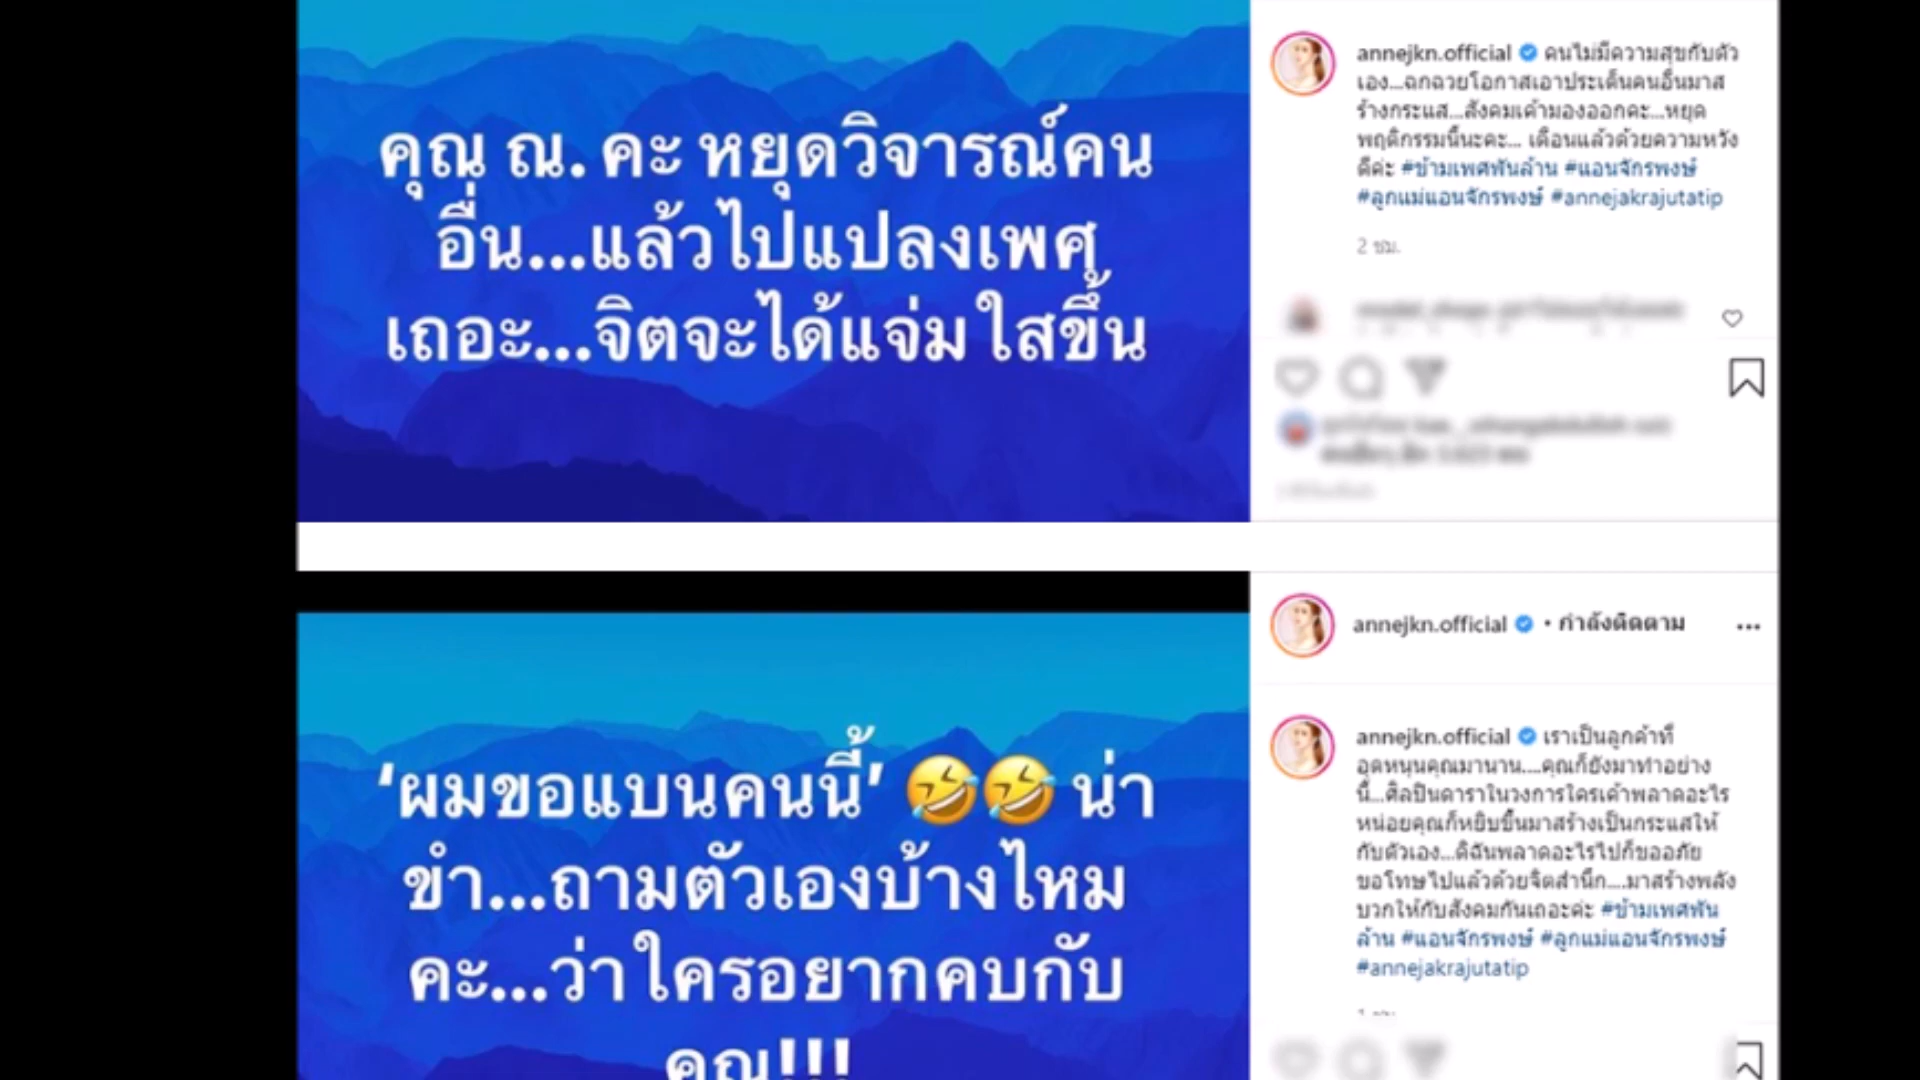 คุณ ณ. คะ หยุดวิจารณ์คน
อื่น...แล้วไปแปลงเพศ
เถอะ...จิตจะได้แจ่ม ใสขึ้น
annejkn.official คนไม่มีความสุขกับตัว
เอง...ฉกฉวยโอกาสเอาประเด็นคนอื่นมาส
ร้างกระแส...สังคมเค้ามองออกคะ...หยุด
พฤติกรรมนี้นะคะ... เตือนแล้วด้วยความหวัง
ดีค่ะ #ข้ามเพศพันล้าน #แอนจักรพงษ์
#ลูกแม่แอนจักรพงษ์ #annejakrajutatip
2 ชม.
'ผมขอแบนคนนี้' 🤣🤣 น่า
ขำ...ถามตัวเองบ้างไหม
คะ...ว่าใครอยากคบกับ
คุณ!!!
annejkn.official • กำลังติดตาม
annejkn.official เราเป็นลูกค้าที่
อุดหนุนคุณมานาน....คุณก็ยังมาทำอย่าง
นี้...ศิลปินดาราในวงการใครเค้าพลาดอะไร
หน่อยคุณก็หยิบขึ้นมาสร้างเป็นกระแสให้
กับตัวเอง...ดิฉันพลาดอะไรไปก็ขออภัย
ขอโทษไปแล้วด้วยจิตสำนึก....มาสร้างพลัง
บวกให้กับสังคมกันเถอะค่ะ #ข้ามเพศพัน
ล้าน #แอนจักรพงษ์ #ลูกแม่แอนจักรพงษ์
#annejakrajutatip